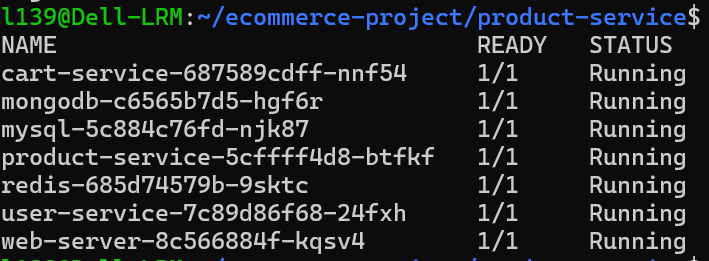 l139@Dell-LRM:~/ecommerce-project/product-service$
NAME READY STATUS
cart-service-687589cdff-nnf54 1/1 Running
mongodb-c6565b7d5-hgf6r 1/1 Running
mysql-5c884c76fd-njk87 1/1 Running
product-service-5cffff4d8-btfkf 1/1 Running
redis-685d74579b-9sktc 1/1 Running
user-service-7c89d86f68-24fxh 1/1 Running
web-server-8c566884f-kqsv4 1/1 Running